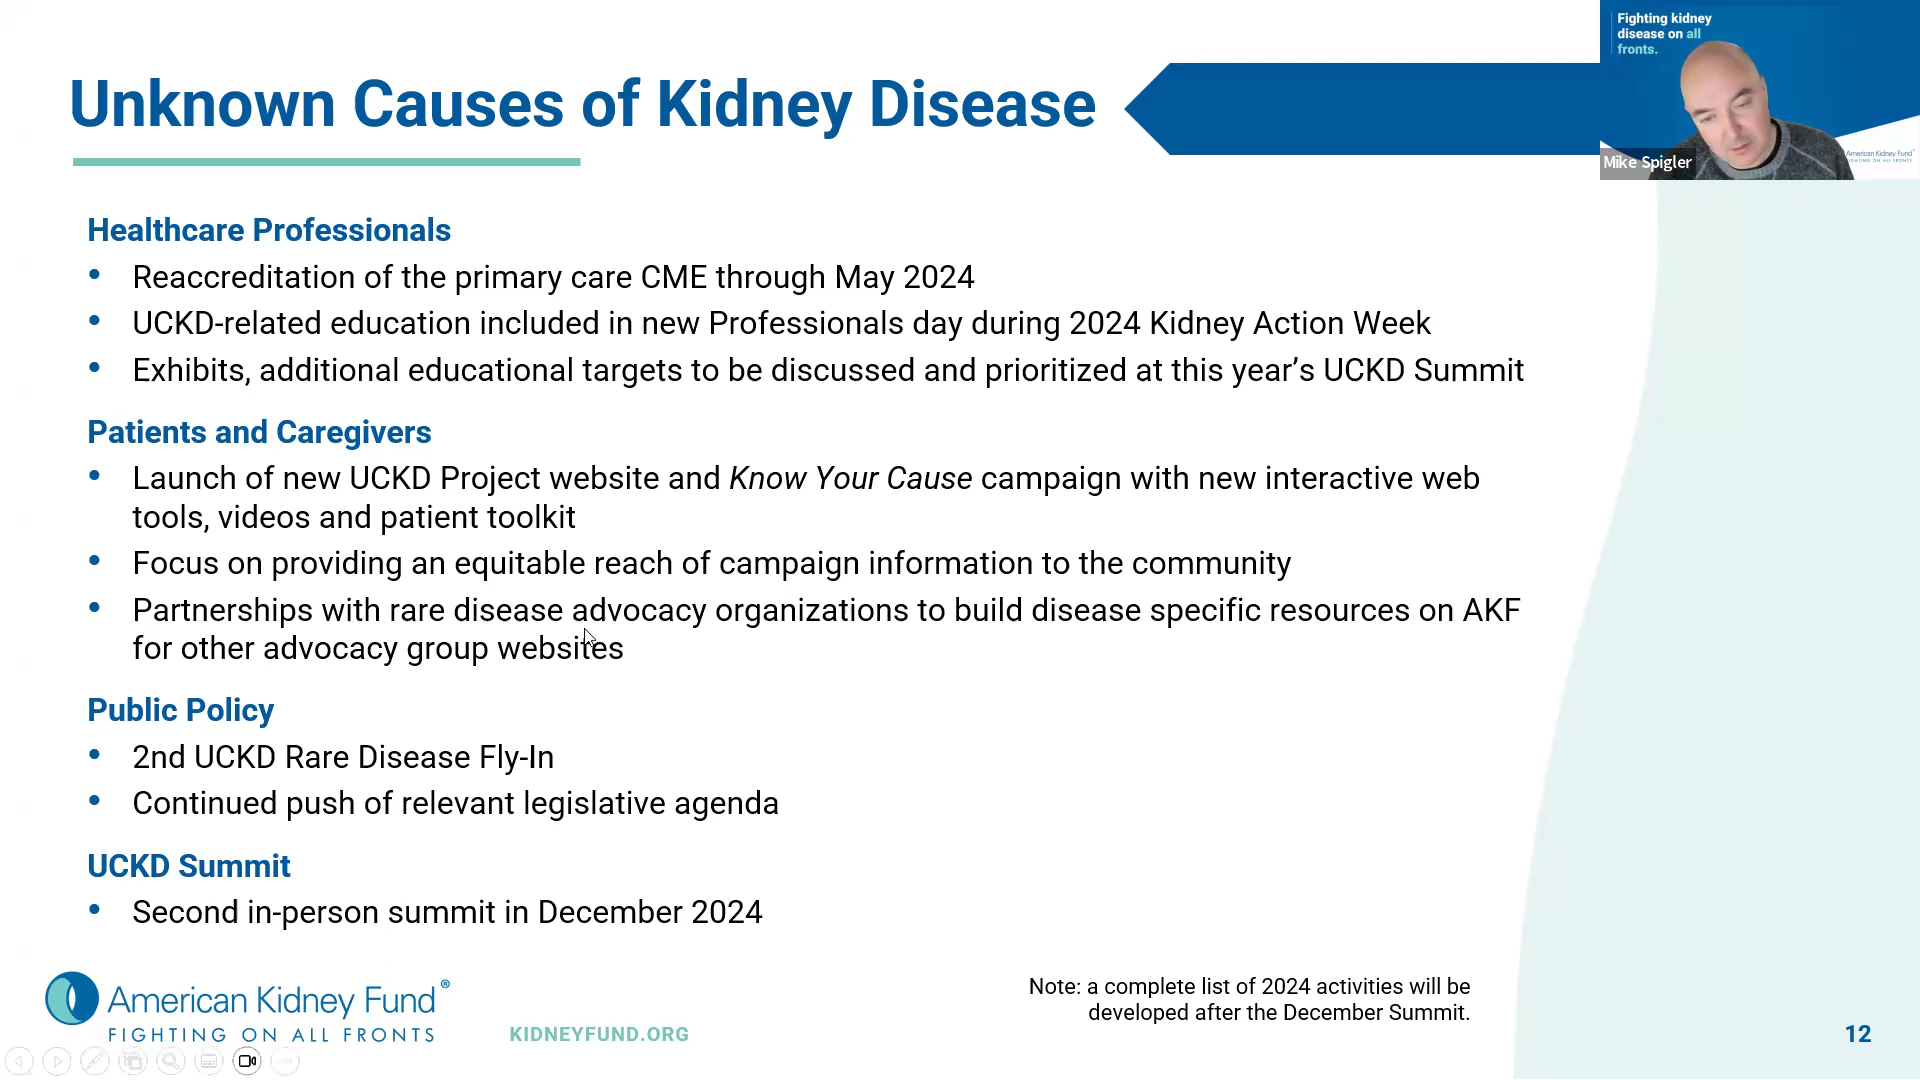 Fighting kidney
disease on all
fronts.
Unknown Causes of Kidney Disease
Mike Spigler
American Kidney Fund
FIGHTING ON ALL FRONTS
Healthcare Professionals
• Reaccreditation of the primary care CME through May 2024
• UCKD-related education included in new Professionals day during 2024 Kidney Action Week
• Exhibits, additional educational targets to be discussed and prioritized at this year’s UCKD Summit
Patients and Caregivers
• Launch of new UCKD Project website and Know Your Cause campaign with new interactive web
tools, videos and patient toolkit
• Focus on providing an equitable reach of campaign information to the community
• Partnerships with rare disease advocacy organizations to build disease specific resources on AKF
for other advocacy group websites
Public Policy
• 2nd UCKD Rare Disease Fly-In
• Continued push of relevant legislative agenda
UCKD Summit
• Second in-person summit in December 2024
American Kidney Fund®
FIGHTING ON ALL FRONTS
KIDNEYFUND.ORG
Note: a complete list of 2024 activities will be
developed after the December Summit.
12